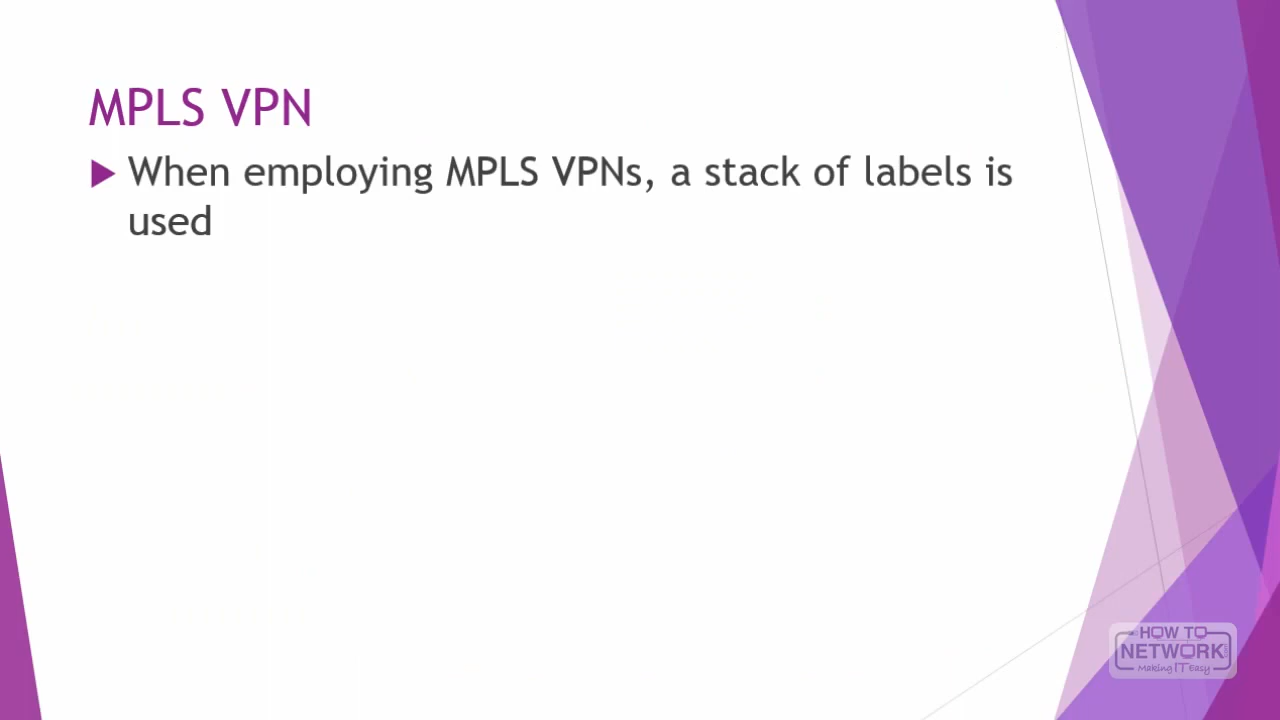 MPLS VPN
When employing MPLS VPNs, a stack of labels is
used
HOW TO
NETWORK
Making IT Easy